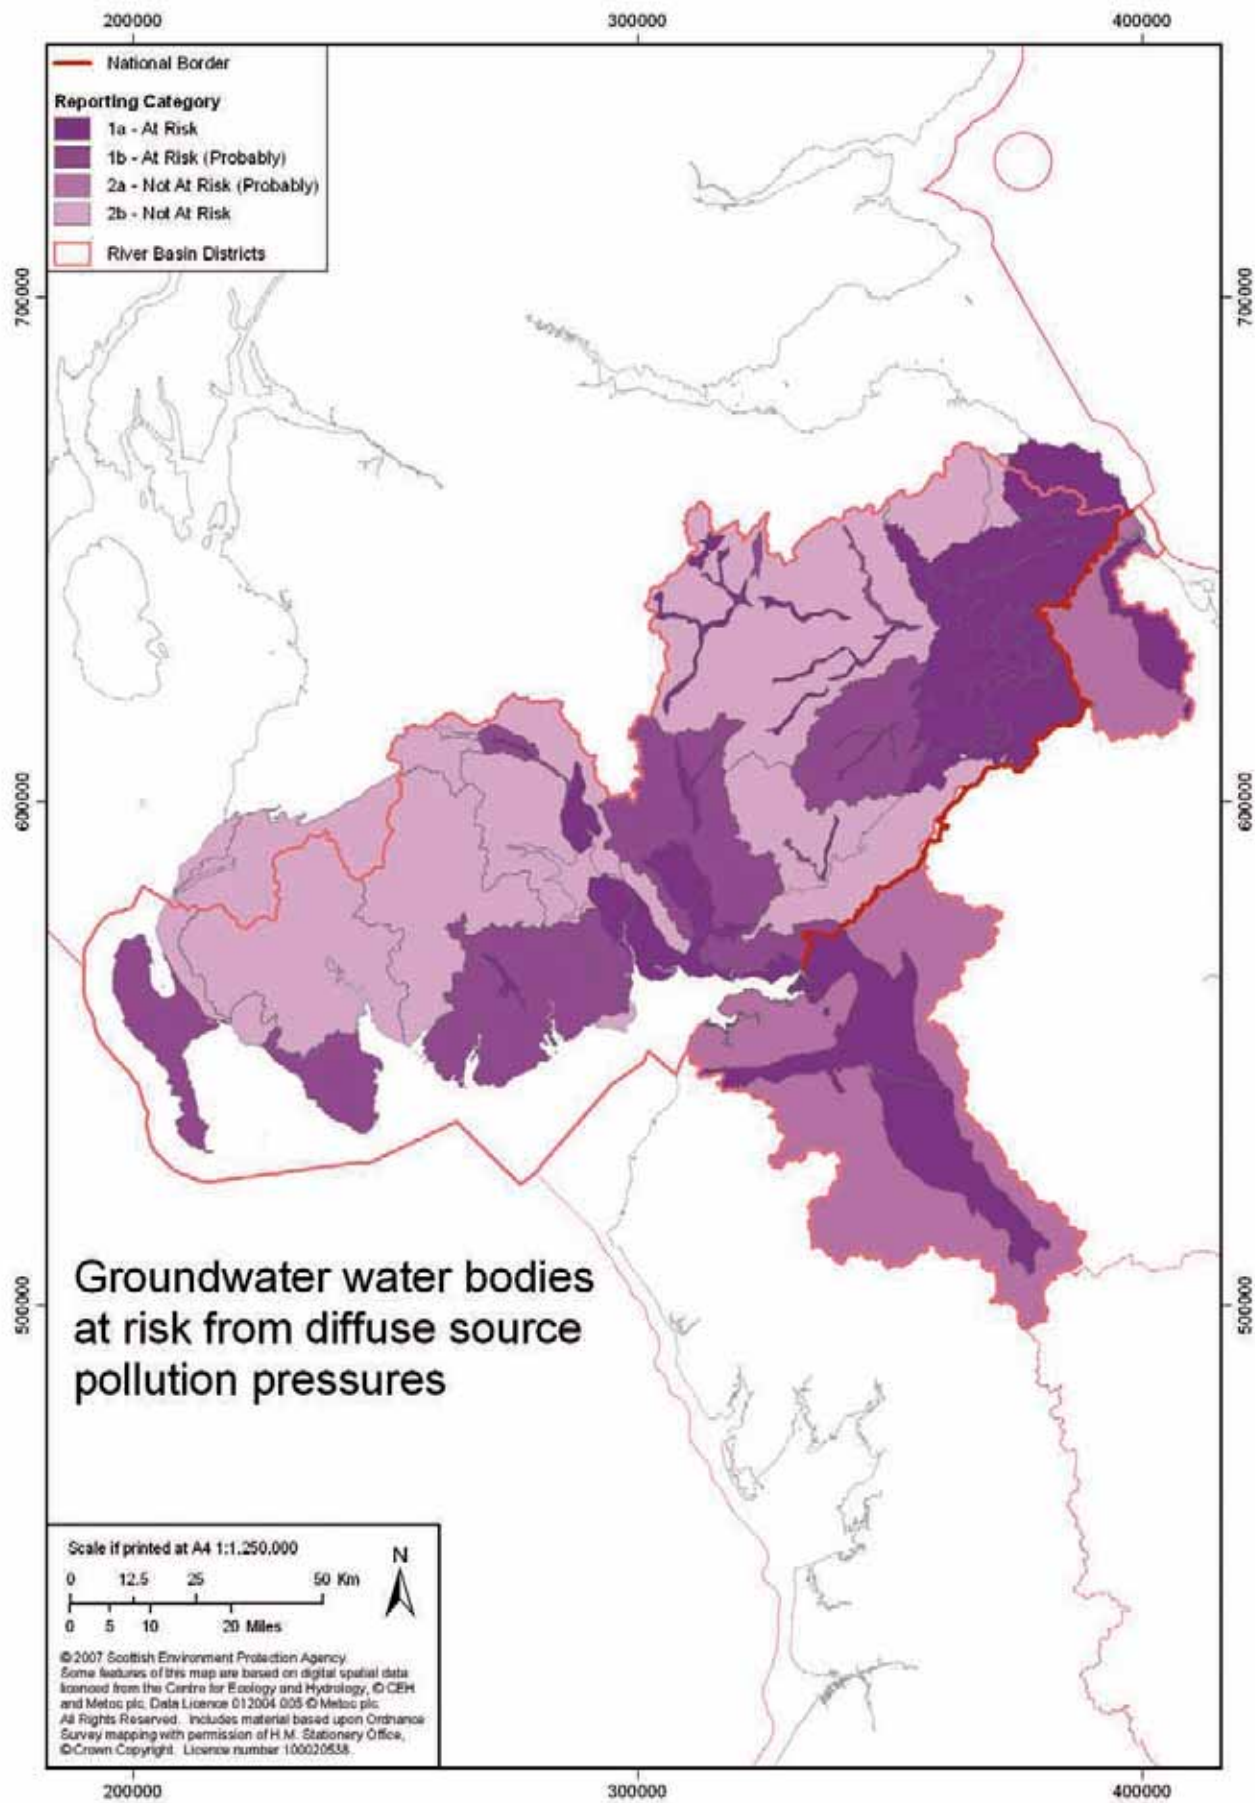 200000
300000
400000
National Border
Reporting Category
1a - At Risk
1b - At Risk (Probably)
2a - Not At Risk (Probably)
2b - Not At Risk
River Basin Districts
700000
700000
600000
600000
500000
500000
Groundwater water bodies
at risk from diffuse source
pollution pressures
Scale if printed at A4 1:1,250,000
N
0 12.5 25 50 Km
0 5 10 20 Miles
© 2007 Scottish Environment Protection Agency.
Some features of this map are based on digital spatial data
licenced from the Centre for Ecology and Hydrology, © CEH
and Metoc plc, Data Licence 012004.005 © Metoc plc.
All Rights Reserved. Includes material based upon Ordnance
Survey mapping with permission of H.M. Stationery Office,
© Crown Copyright. Licence number 100020538.
200000
300000
400000